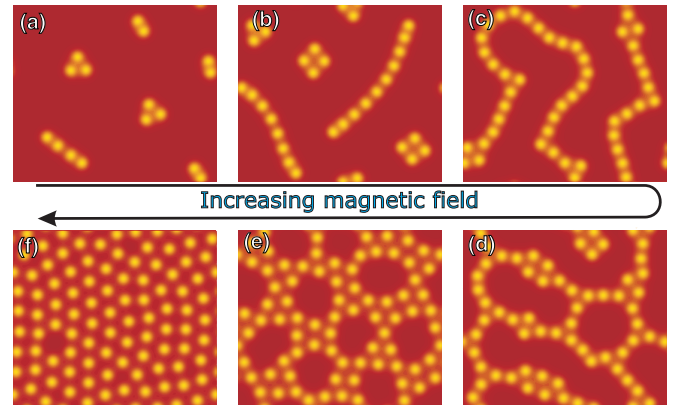 (a)
(b)
(c)
Increasing magnetic field
(f)
(e)
(d)